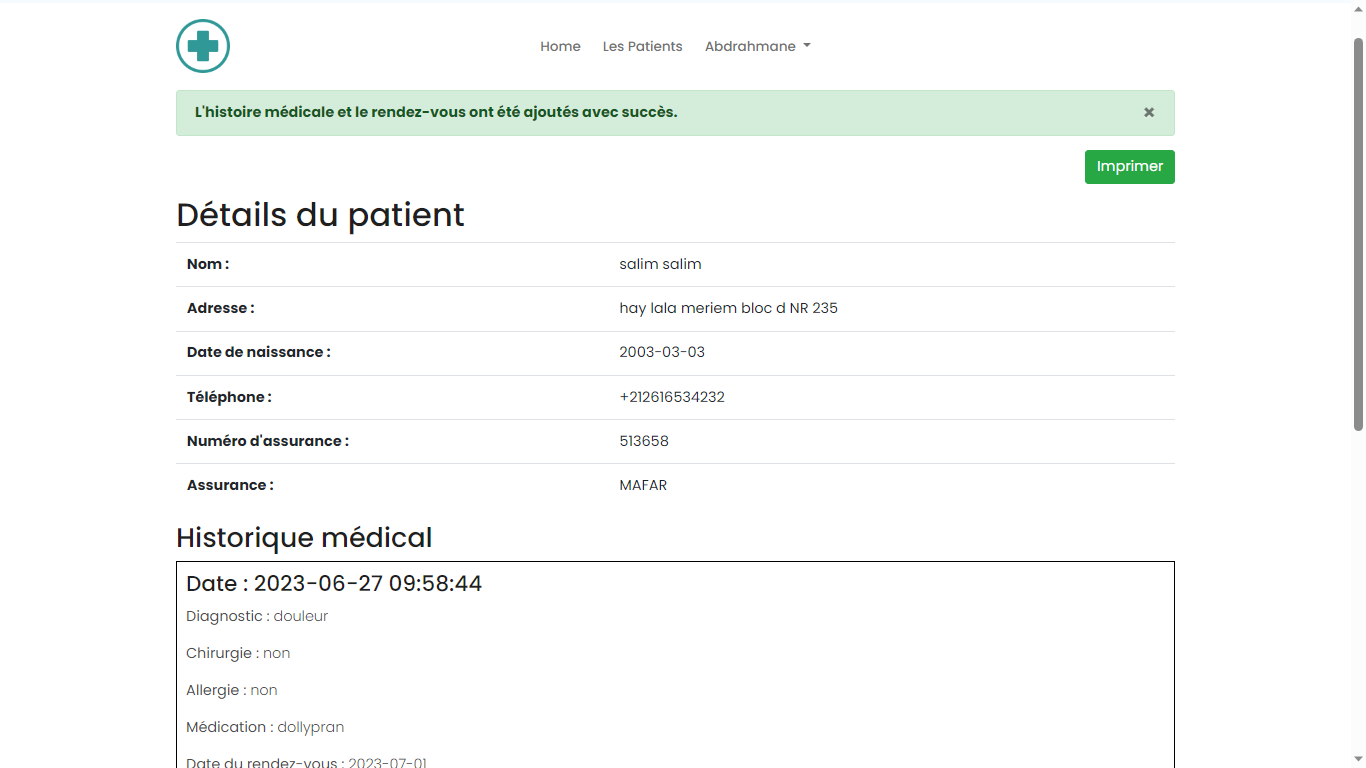 Home Les Patients Abdrahmane
L'histoire médicale et le rendez-vous ont été ajoutés avec succès. ×
Imprimer
Détails du patient
Nom : salim salim
Adresse : hay lala meriem bloc d NR 235
Date de naissance : 2003-03-03
Téléphone : +212616534232
Numéro d'assurance : 513658
Assurance : MAFAR
Historique médical
Date : 2023-06-27 09:58:44
Diagnostic : douleur
Chirurgie : non
Allergie : non
Médication : dollypran
Date du rendez-vous : 2023-07-01